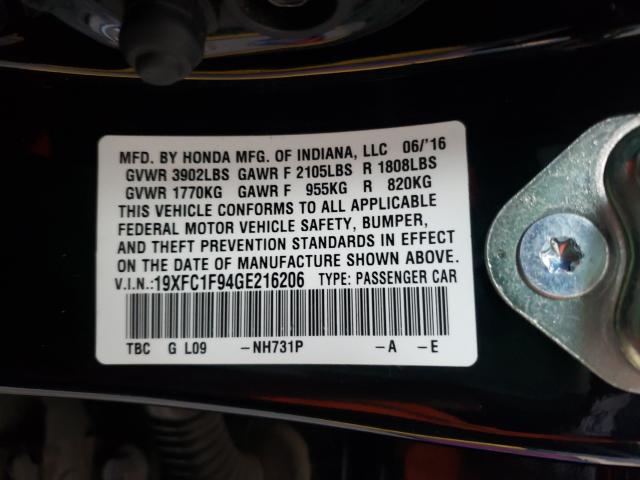 MFD. BY HONDA MFG. OF INDIANA, LLC 06/'16
GVWR 3902LBS GAWR F 2105LBS R 1808LBS
GVWR 1770KG GAWR F 955KG R 820KG
THIS VEHICLE CONFORMS TO ALL APPLICABLE
FEDERAL MOTOR VEHICLE SAFETY, BUMPER,
AND THEFT PREVENTION STANDARDS IN EFFECT
ON THE DATE OF MANUFACTURE SHOWN ABOVE.
V.I.N.:19XFC1F94GE216206 TYPE: PASSENGER CAR
TBC G L09 -NH731P -A -E